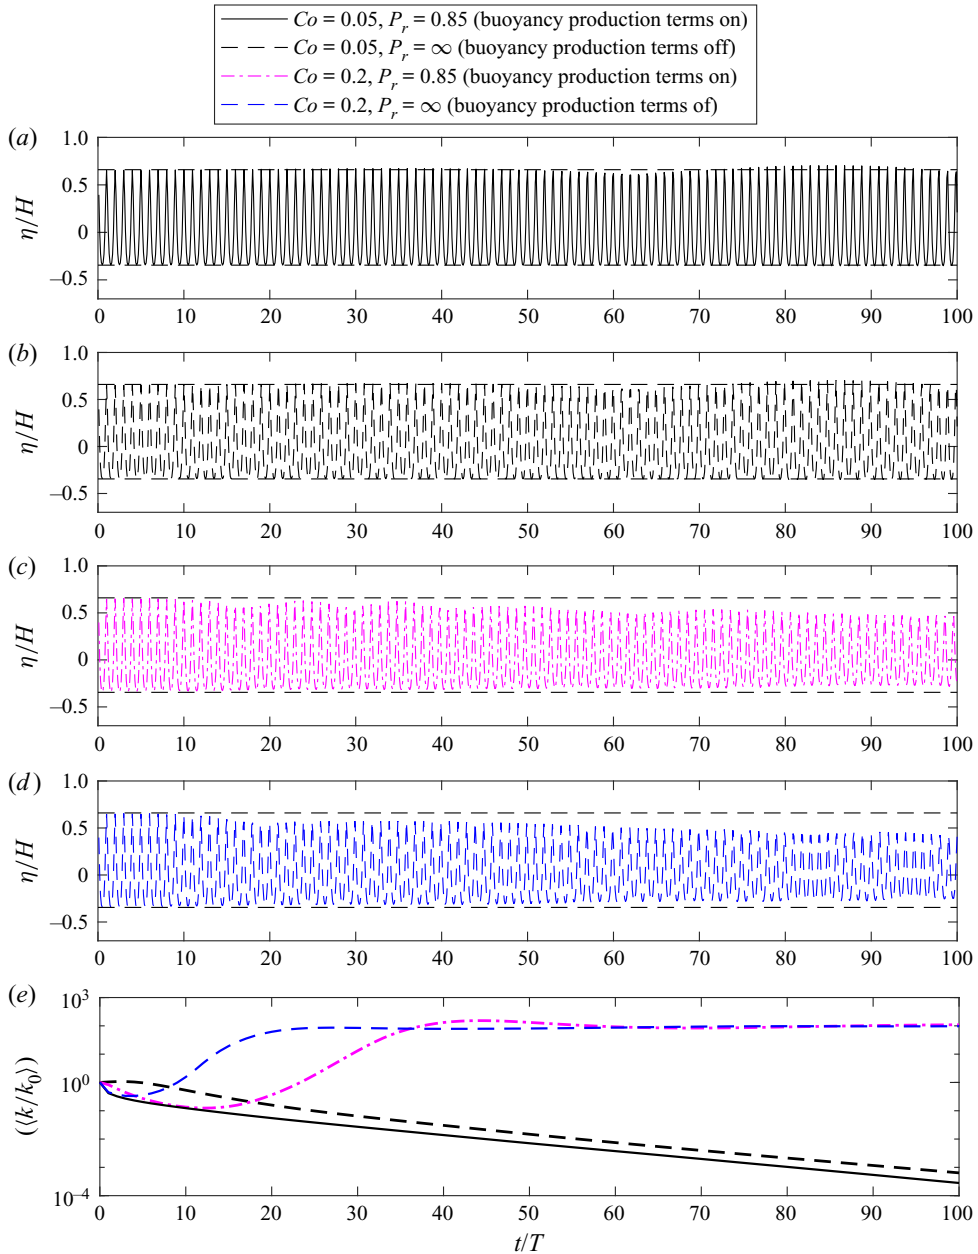 Co = 0.05, P_r = 0.85 (buoyancy production terms on)
Co = 0.05, P_r = ∞ (buoyancy production terms off)
Co = 0.2, P_r = 0.85 (buoyancy production terms on)
Co = 0.2, P_r = ∞ (buoyancy production terms of)
(a)
1.0
0.5
0
–0.5
η/H
0 10 20 30 40 50 60 70 80 90 100
(b)
1.0
0.5
0
–0.5
η/H
0 10 20 30 40 50 60 70 80 90 100
(c)
1.0
0.5
0
–0.5
η/H
0 10 20 30 40 50 60 70 80 90 100
(d)
1.0
0.5
0
–0.5
η/H
0 10 20 30 40 50 60 70 80 90 100
(e)
10³
10⁰
10⁻⁴
(⟨k/k₀⟩)
0 10 20 30 40 50 60 70 80 90 100
t/T